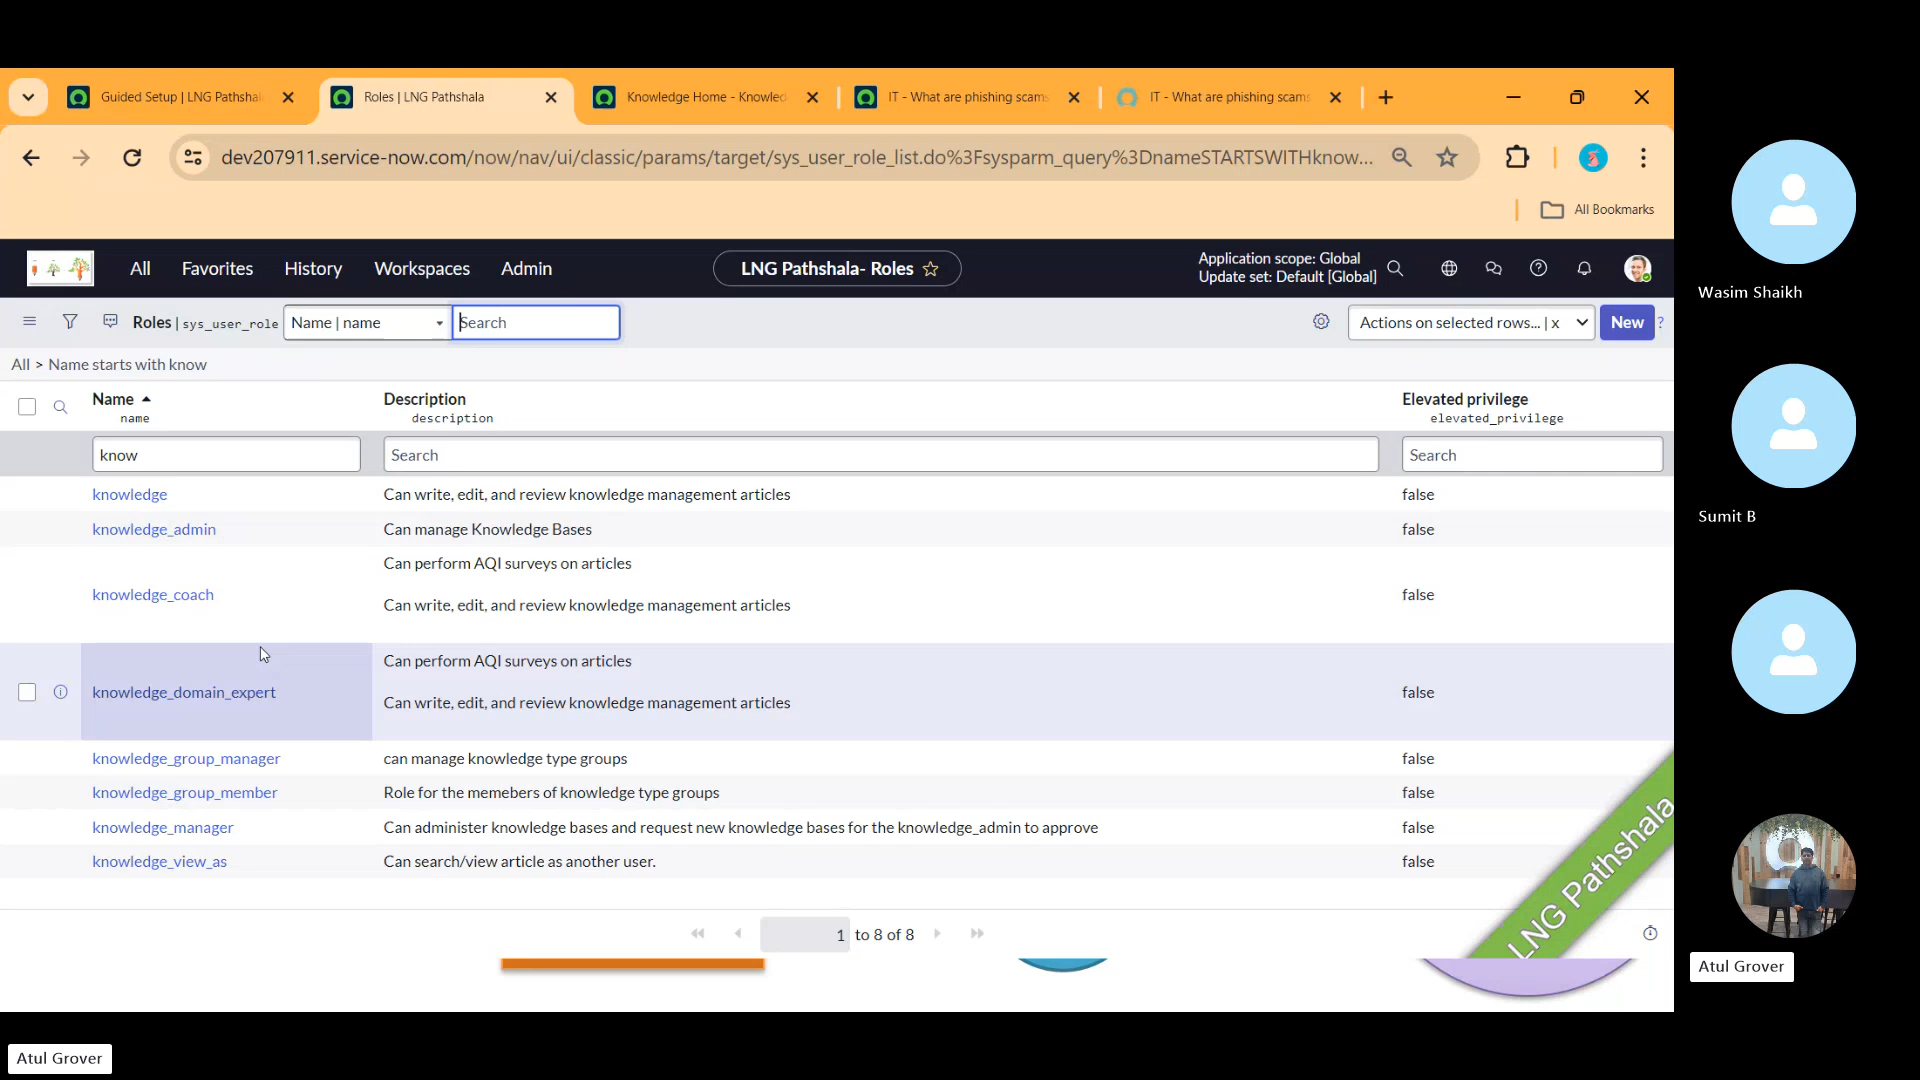 Guided Setup | LNG Pathshal
Roles | LNG Pathshala
Knowledge Home - Knowled
IT - What are phishing scams
IT - What are phishing scams
dev207911.service-now.com/now/nav/ui/classic/params/target/sys_user_role_list.do%3Fsysparm_query%3DnameSTARTSWITHknow...
All Bookmarks
All
Favorites
History
Workspaces
Admin
LNG Pathshala- Roles
Application scope: Global
Update set: Default [Global]
Roles | sys_user_role
Name | name
Search
Actions on selected rows... | x
New
?
All > Name starts with know
Name
name
Description
description
Elevated privilege
elevated_privilege
know
Search
Search
knowledge
Can write, edit, and review knowledge management articles
false
knowledge_admin
Can manage Knowledge Bases
false
knowledge_coach
Can perform AQI surveys on articles
Can write, edit, and review knowledge management articles
false
knowledge_domain_expert
Can perform AQI surveys on articles
Can write, edit, and review knowledge management articles
false
knowledge_group_manager
can manage knowledge type groups
false
knowledge_group_member
Role for the memebers of knowledge type groups
false
knowledge_manager
Can administer knowledge bases and request new knowledge bases for the knowledge_admin to approve
false
knowledge_view_as
Can search/view article as another user.
false
1 to 8 of 8
LNG Pathshala
Wasim Shaikh
Sumit B
Atul Grover
Atul Grover